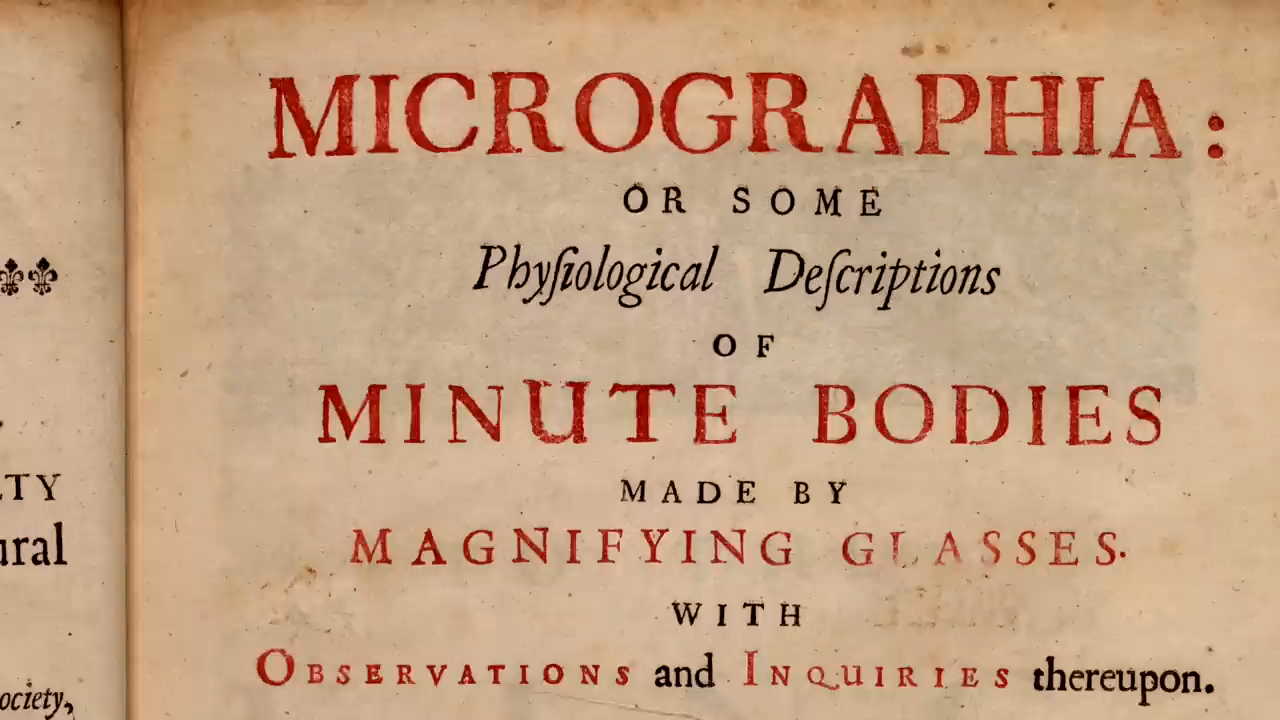 MICROGRAPHIA:
OR SOME
Phyſiological Deſcriptions
OF
MINUTE BODIES
MADE BY
MAGNIFYING GLASSES.
WITH
OBSERVATIONS and INQUIRIES thereupon.